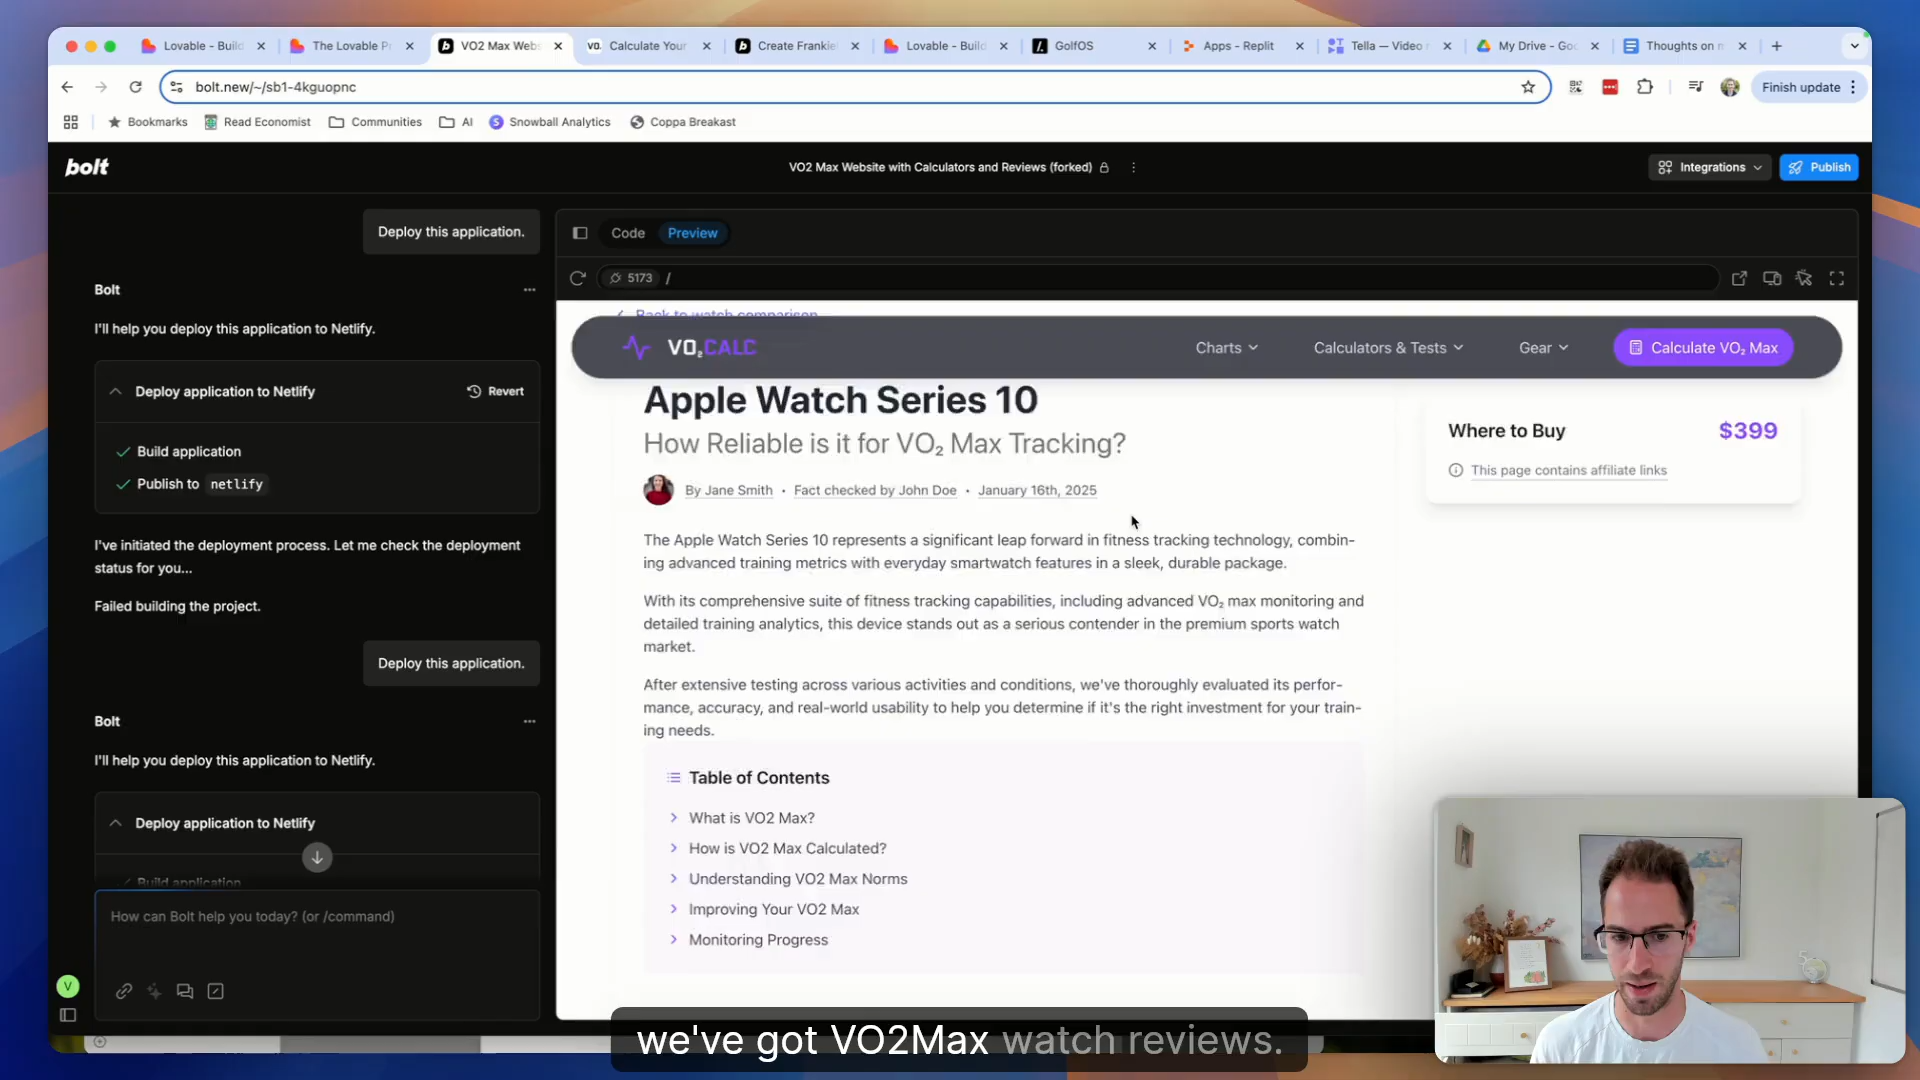 Lovable - Build
The Lovable P
VO2 Max Webs
Calculate Your
Create Frankie
Lovable - Build
GolfOS
Apps - Replit
Tella — Video r
My Drive - Goo
Thoughts on m
bolt.new/~/sb1-4kguopnc
Finish update
Bookmarks
Read Economist
Communities
AI
Snowball Analytics
Coppa Breakast
bolt
VO2 Max Website with Calculators and Reviews (forked)
Integrations
Publish
Deploy this application.
Bolt
I'll help you deploy this application to Netlify.
Deploy application to Netlify
Revert
Build application
Publish to netlify
I've initiated the deployment process. Let me check the deployment
status for you...
Failed building the project.
Deploy this application.
Bolt
I'll help you deploy this application to Netlify.
Deploy application to Netlify
Build application
How can Bolt help you today? (or /command)
V
Code
Preview
5173 /
Back to watch comparison
VO₂CALC
Charts
Calculators & Tests
Gear
Calculate VO₂ Max
Apple Watch Series 10
How Reliable is it for VO₂ Max Tracking?
By Jane Smith · Fact checked by John Doe · January 16th, 2025
The Apple Watch Series 10 represents a significant leap forward in fitness tracking technology, combin-
ing advanced training metrics with everyday smartwatch features in a sleek, durable package.
With its comprehensive suite of fitness tracking capabilities, including advanced VO₂ max monitoring and
detailed training analytics, this device stands out as a serious contender in the premium sports watch
market.
After extensive testing across various activities and conditions, we've thoroughly evaluated its perfor-
mance, accuracy, and real-world usability to help you determine if it's the right investment for your train-
ing needs.
Table of Contents
What is VO2 Max?
How is VO2 Max Calculated?
Understanding VO2 Max Norms
Improving Your VO2 Max
Monitoring Progress
Where to Buy
$399
This page contains affiliate links
we've got VO2Max watch reviews.